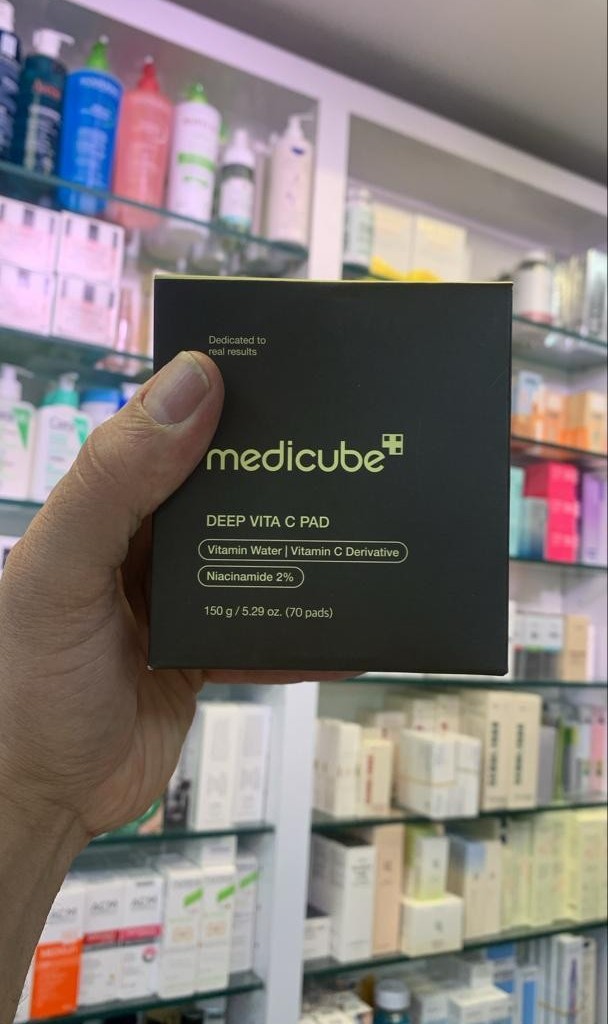 Dedicated to
real results
medicube
DEEP VITA C PAD
Vitamin Water | Vitamin C Derivative
Niacinamide 2%
150 g / 5.29 oz. (70 pads)